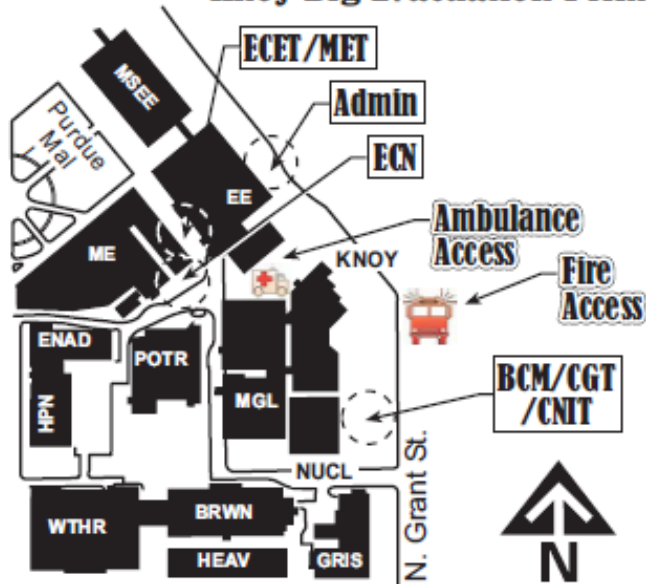 ECET/MET
MSEE
Admin
Purdue
Mal
ECN
EE
Ambulance
Access
ME
KNOY
Fire
Access
ENAD
POTR
HPN
MGL
BCM/CGT
/CNIT
NUCL
N. Grant St.
WTHR
BRWN
HEAV
GRIS
N